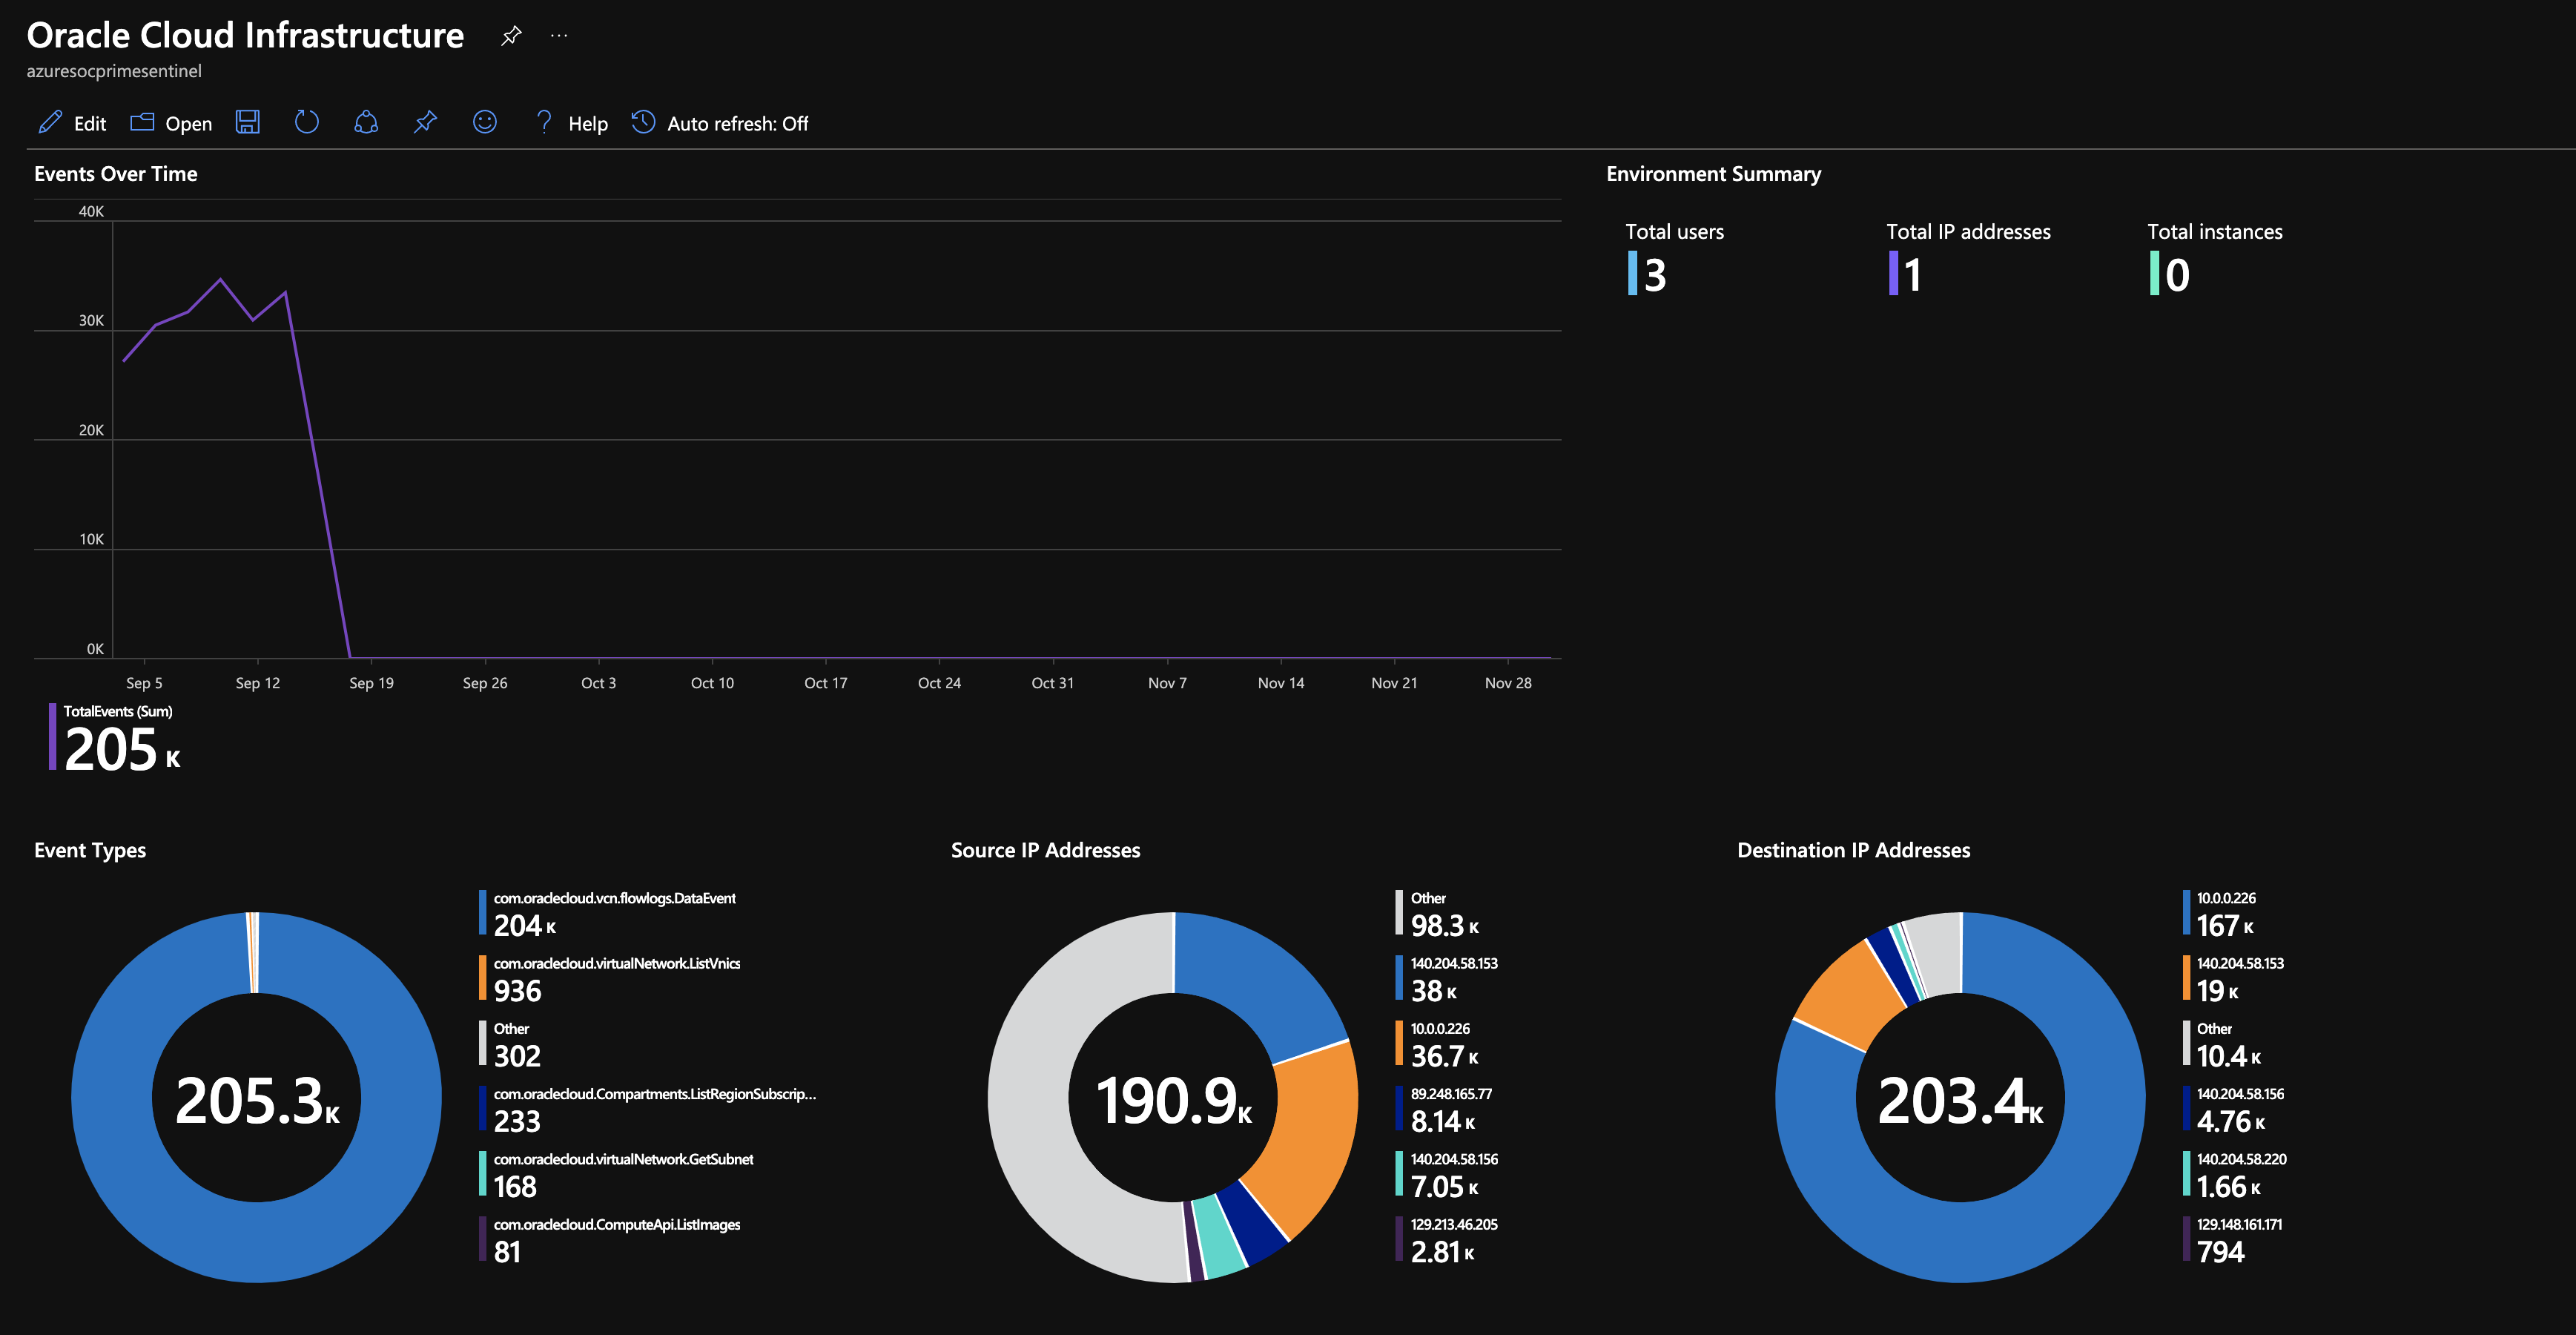 Oracle Cloud Infrastructure
azuresocprimesentinel
Edit Open Help Auto refresh: Off
Events Over Time
40K
30K
20K
10K
0K
Sep 5 Sep 12 Sep 19 Sep 26 Oct 3 Oct 10 Oct 17 Oct 24 Oct 31 Nov 7 Nov 14 Nov 21 Nov 28
TotalEvents (Sum)
205 K
Environment Summary
Total users Total IP addresses Total instances
3 1 0
Event Types
205.3K
com.oraclecloud.vcn.flowlogs.DataEvent
204 K
com.oraclecloud.virtualNetwork.ListVnics
936
Other
302
com.oraclecloud.Compartments.ListRegionSubscrip...
233
com.oraclecloud.virtualNetwork.GetSubnet
168
com.oraclecloud.ComputeApi.ListImages
81
Source IP Addresses
190.9K
Other
98.3 K
140.204.58.153
38 K
10.0.0.226
36.7 K
89.248.165.77
8.14 K
140.204.58.156
7.05 K
129.213.46.205
2.81 K
Destination IP Addresses
203.4K
10.0.0.226
167 K
140.204.58.153
19 K
Other
10.4 K
140.204.58.156
4.76 K
140.204.58.220
1.66 K
129.148.161.171
794